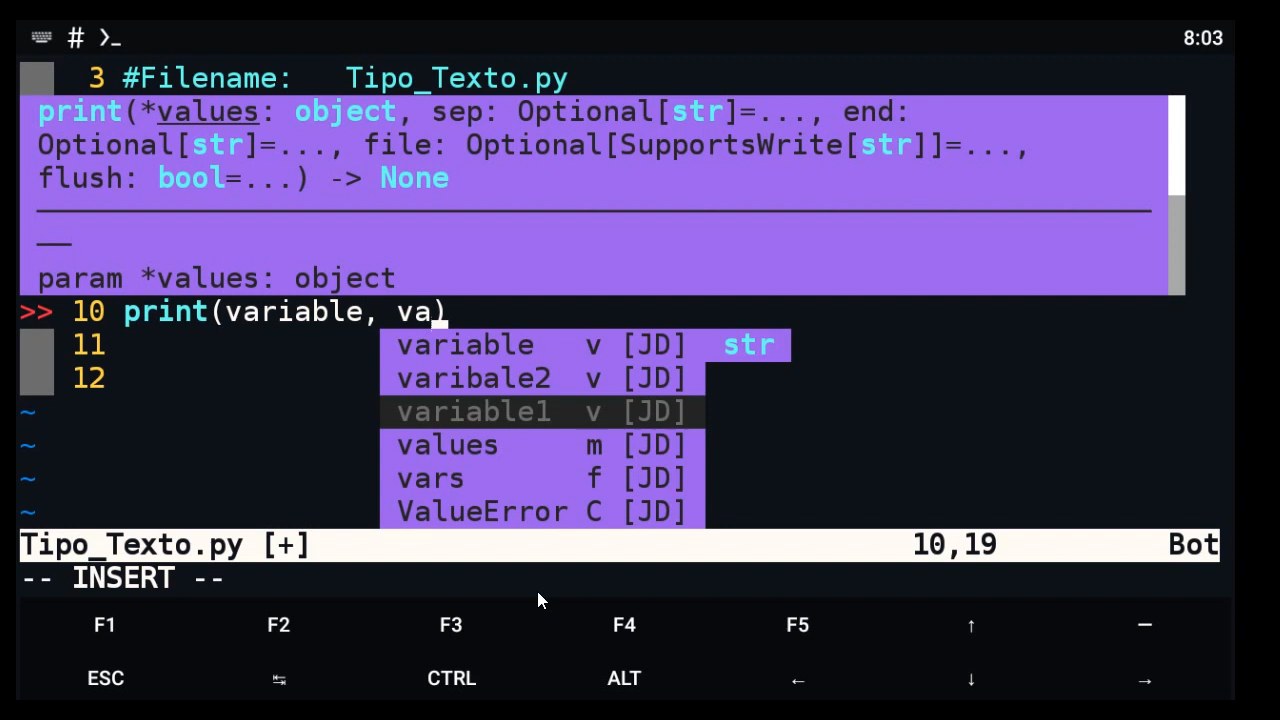 # >_ 8:03
3 #Filename: Tipo_Texto.py
print(*values: object, sep: Optional[str]=..., end:
Optional[str]=..., file: Optional[SupportsWrite[str]]=...,
flush: bool=...) -> None
param *values: object
>> 10 print(variable, va)
11 variable v [JD] str
12 varibale2 v [JD]
~ variable1 v [JD]
~ values m [JD]
~ vars f [JD]
~ ValueError C [JD]
Tipo_Texto.py [+] 10,19 Bot
-- INSERT --
F1 F2 F3 F4 F5 ↑ —
ESC ↹ CTRL ALT ← ↓ →